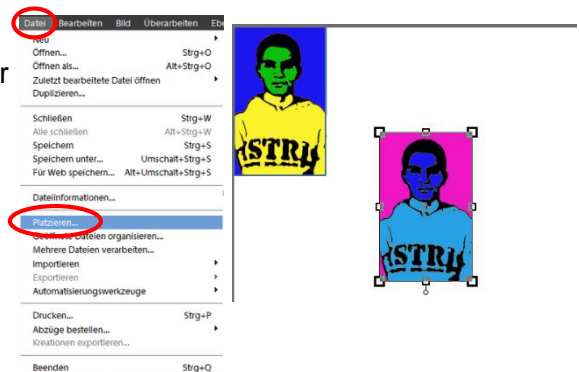 Datei Bearbeiten Bild Überarbeiten Ebe
Neu
Öffnen... Strg+O
Öffnen als... Alt+Strg+O
Zuletzt bearbeitete Datei öffnen
Duplizieren...
Schließen Strg+W
Alle schließen Alt+Strg+W
Speichern Strg+S
Speichern unter... Umschalt+Strg+S
Für Web speichern... Alt+Umschalt+Strg+S
Dateiinformationen...
Platzieren...
Geöffnete Dateien organisieren...
Mehrere Dateien verarbeiten...
Importieren
Exportieren
Automatisierungswerkzeuge
Drucken... Strg+P
Abzüge bestellen...
Kreationen exportieren...
Beenden Strg+Q
r
ISTRU
ISTRU